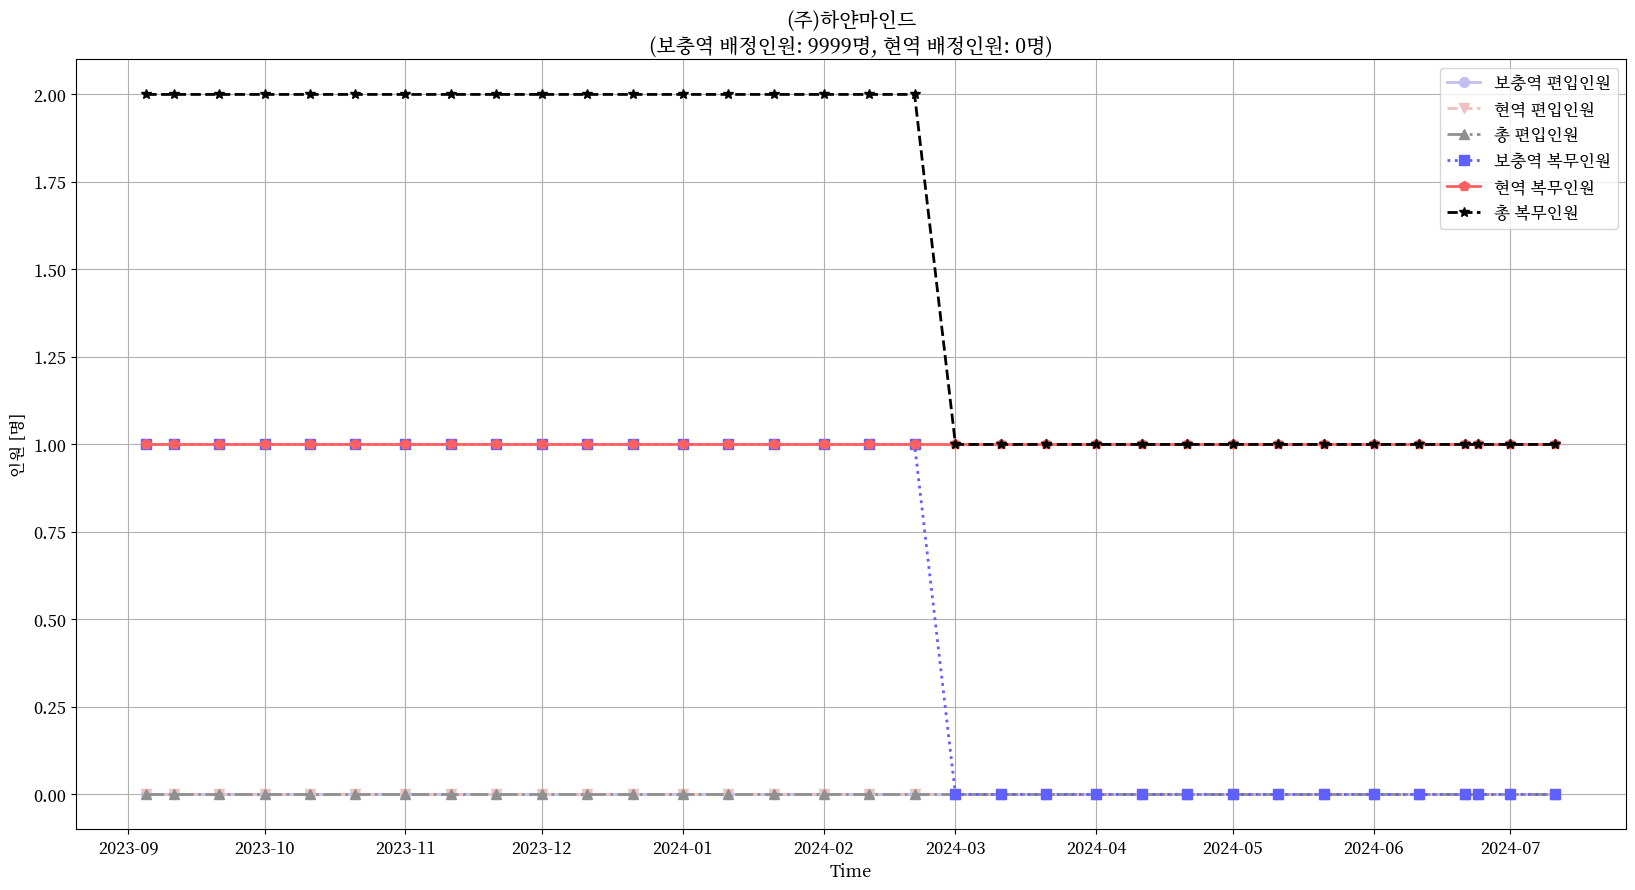 (주)하얀마인드
(보충역 배정인원: 9999명, 현역 배정인원: 0명)
보충역 편입인원
현역 편입인원
총 편입인원
보충역 복무인원
현역 복무인원
총 복무인원
인원 [명]
2.00
1.75
1.50
1.25
1.00
0.75
0.50
0.25
0.00
2023-09 2023-10 2023-11 2023-12 2024-01 2024-02 2024-03 2024-04 2024-05 2024-06 2024-07
Time